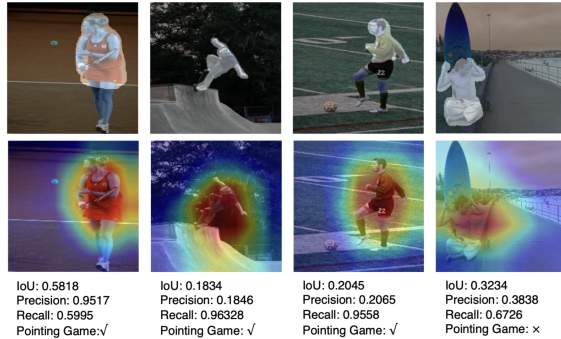 22
22
IoU: 0.5818
Precision: 0.9517
Recall: 0.5995
Pointing Game:√
IoU: 0.1834
Precision: 0.1846
Recall: 0.96328
Pointing Game: √
IoU: 0.2045
Precision: 0.2065
Recall: 0.9558
Pointing Game: √
IoU: 0.3234
Precision: 0.3838
Recall: 0.6726
Pointing Game: ×